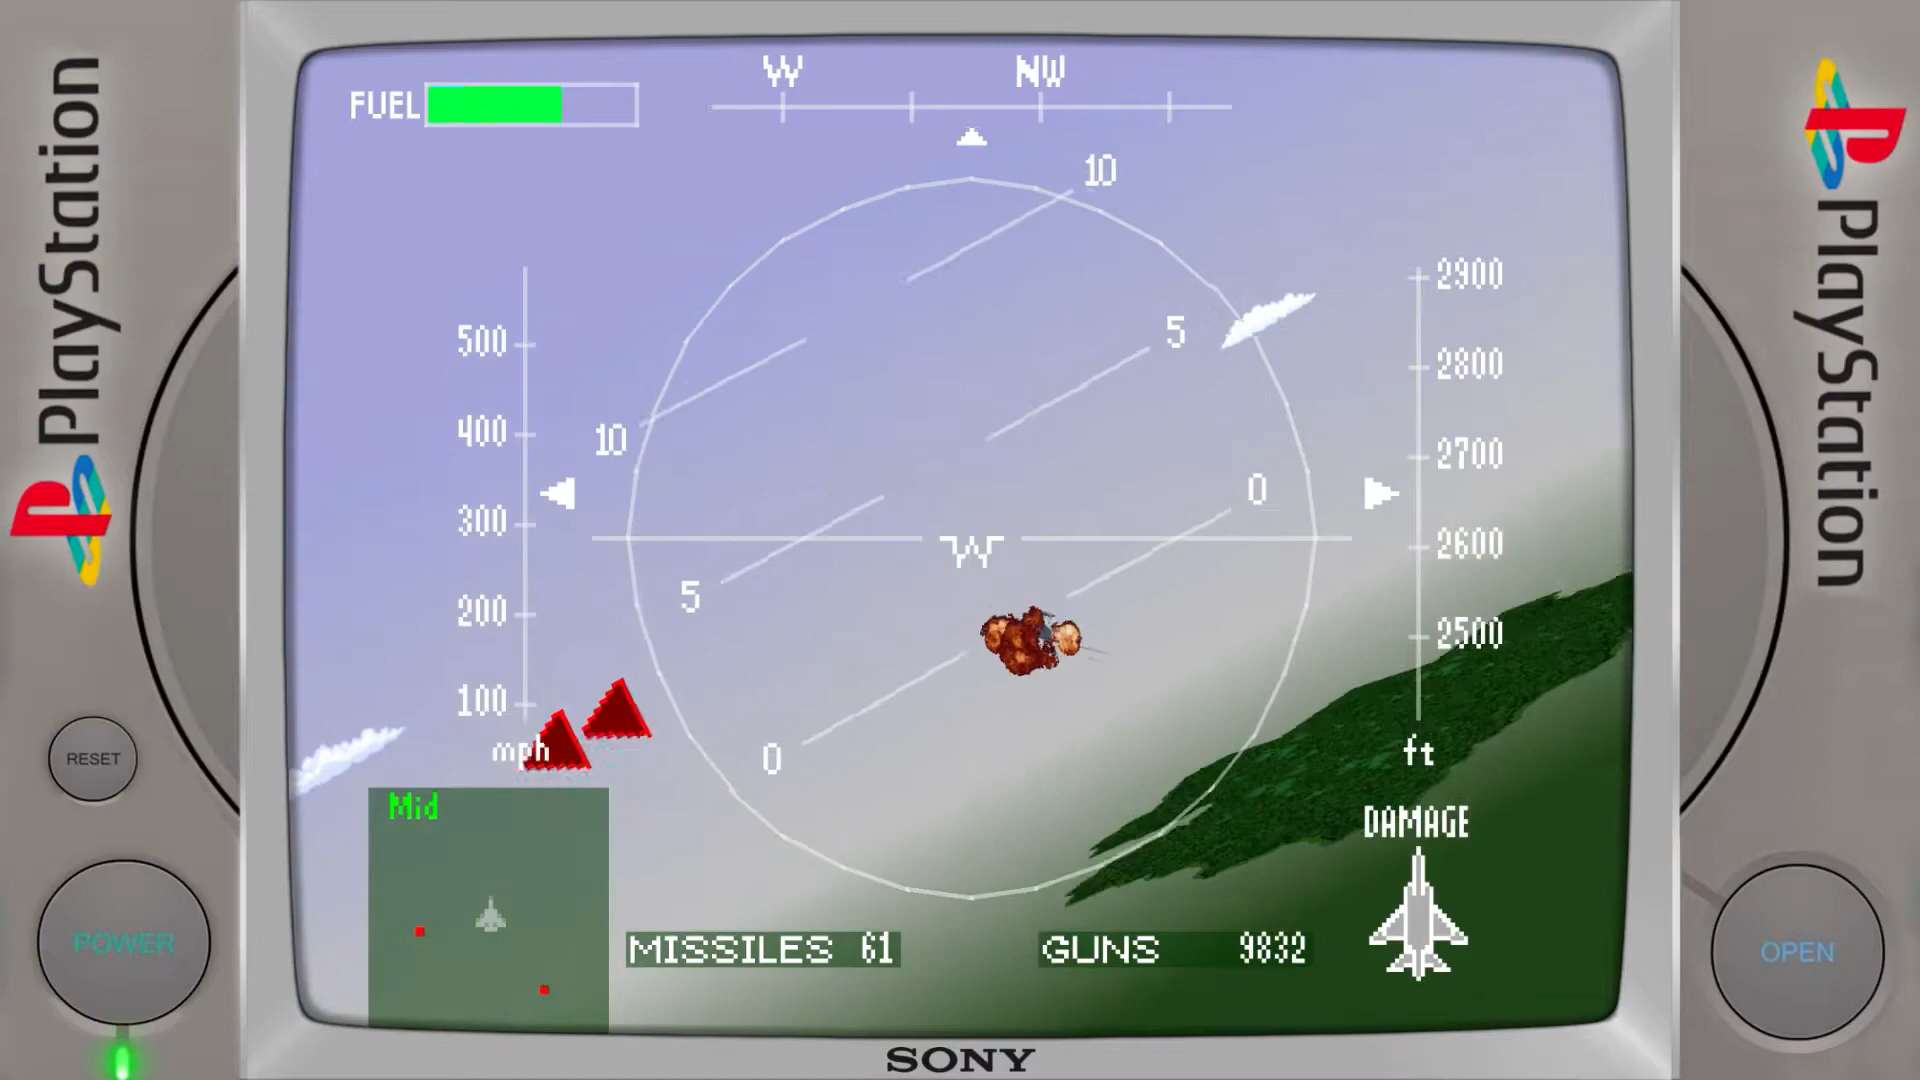 PlayStation
FUEL
W NW
10
5
0
10
5
0
500
400
300
200
100
mph
2900
2800
2700
2600
2500
ft
Mid
MISSILES 61
GUNS 9832
DAMAGE
RESET
POWER
PlayStation
OPEN
SONY